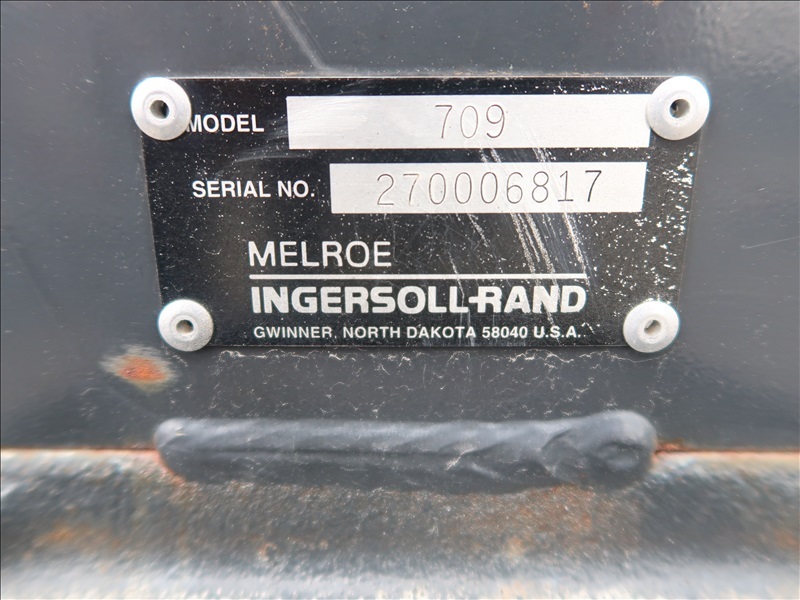 MODEL 709
SERIAL NO. 270006817
MELROE
INGERSOLL-RAND
GWINNER, NORTH DAKOTA 58040 U.S.A.